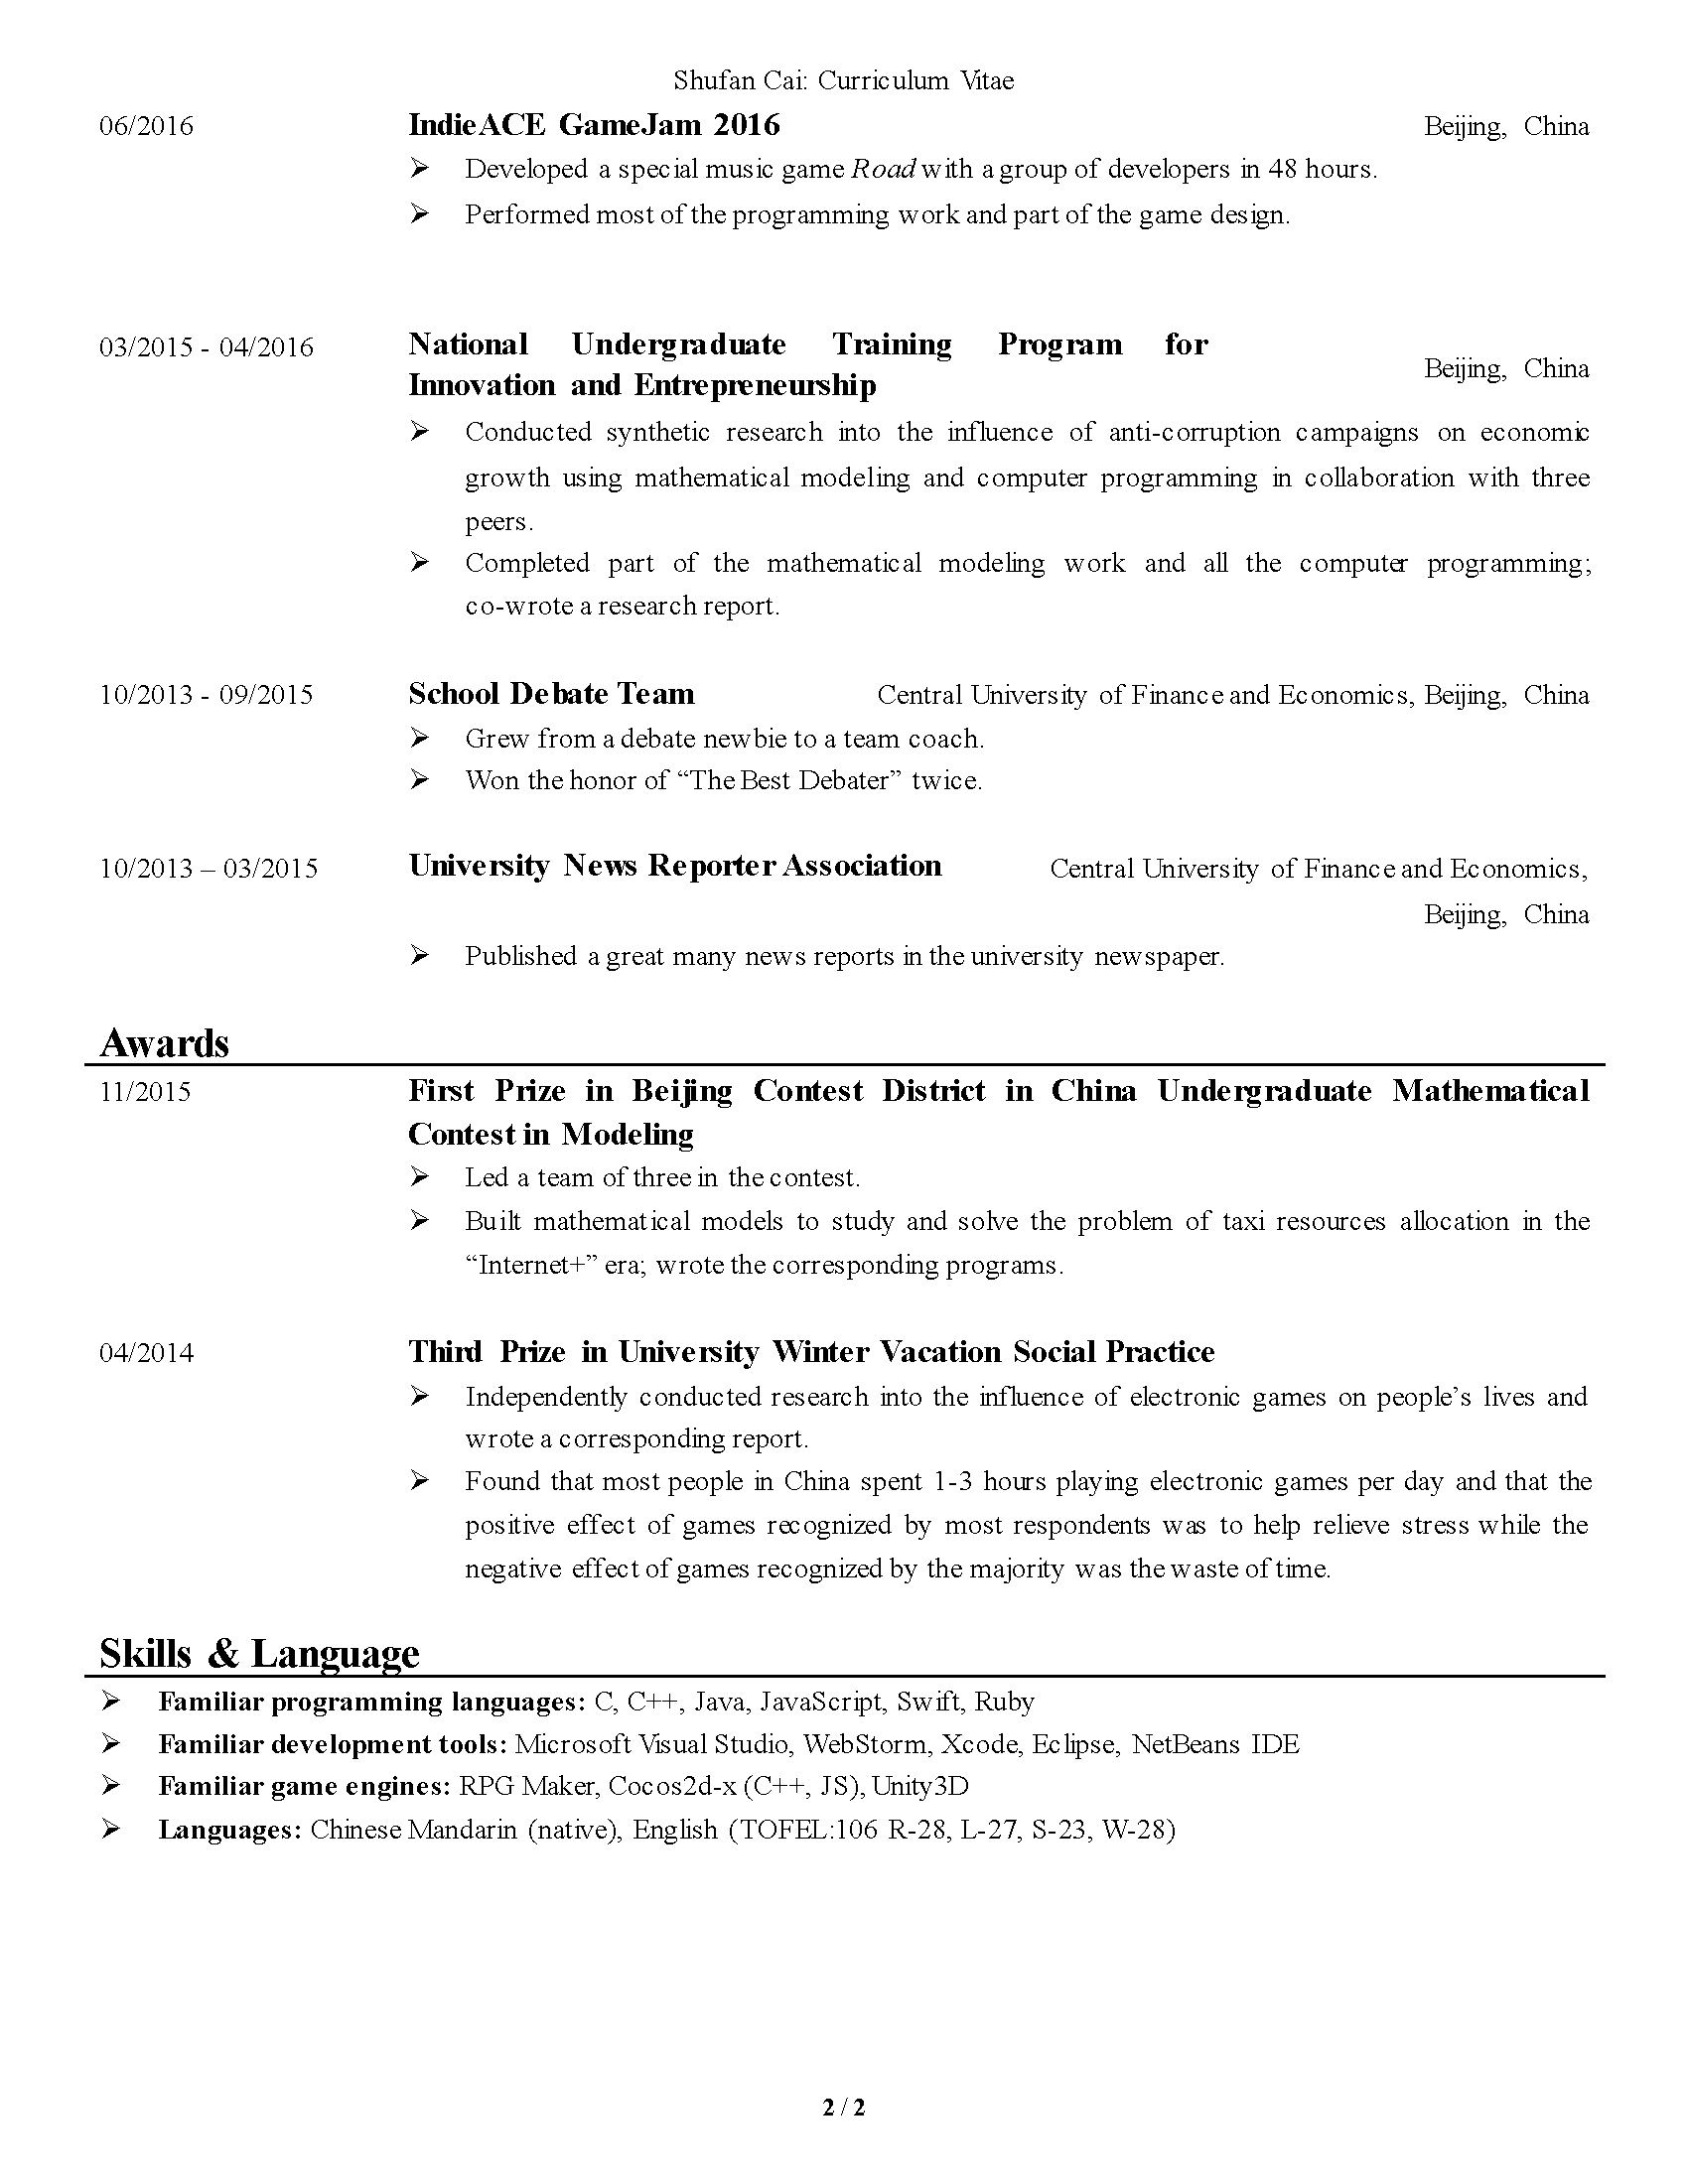 Shufan Cai: Curriculum Vitae
06/2016 IndieACE GameJam 2016 Beijing, China
➢ Developed a special music game Road with a group of developers in 48 hours.
➢ Performed most of the programming work and part of the game design.
03/2015 - 04/2016 National Undergraduate Training Program for
Innovation and Entrepreneurship Beijing, China
➢ Conducted synthetic research into the influence of anti-corruption campaigns on economic
growth using mathematical modeling and computer programming in collaboration with three
peers.
➢ Completed part of the mathematical modeling work and all the computer programming;
co-wrote a research report.
10/2013 - 09/2015 School Debate Team Central University of Finance and Economics, Beijing, China
➢ Grew from a debate newbie to a team coach.
➢ Won the honor of “The Best Debater” twice.
10/2013 – 03/2015 University News Reporter Association Central University of Finance and Economics,
Beijing, China
➢ Published a great many news reports in the university newspaper.
Awards
11/2015 First Prize in Beijing Contest District in China Undergraduate Mathematical
Contest in Modeling
➢ Led a team of three in the contest.
➢ Built mathematical models to study and solve the problem of taxi resources allocation in the
“Internet+” era; wrote the corresponding programs.
04/2014 Third Prize in University Winter Vacation Social Practice
➢ Independently conducted research into the influence of electronic games on people’s lives and
wrote a corresponding report.
➢ Found that most people in China spent 1-3 hours playing electronic games per day and that the
positive effect of games recognized by most respondents was to help relieve stress while the
negative effect of games recognized by the majority was the waste of time.
Skills & Language
➢ Familiar programming languages: C, C++, Java, JavaScript, Swift, Ruby
➢ Familiar development tools: Microsoft Visual Studio, WebStorm, Xcode, Eclipse, NetBeans IDE
➢ Familiar game engines: RPG Maker, Cocos2d-x (C++, JS), Unity3D
➢ Languages: Chinese Mandarin (native), English (TOFEL:106 R-28, L-27, S-23, W-28)
2 / 2